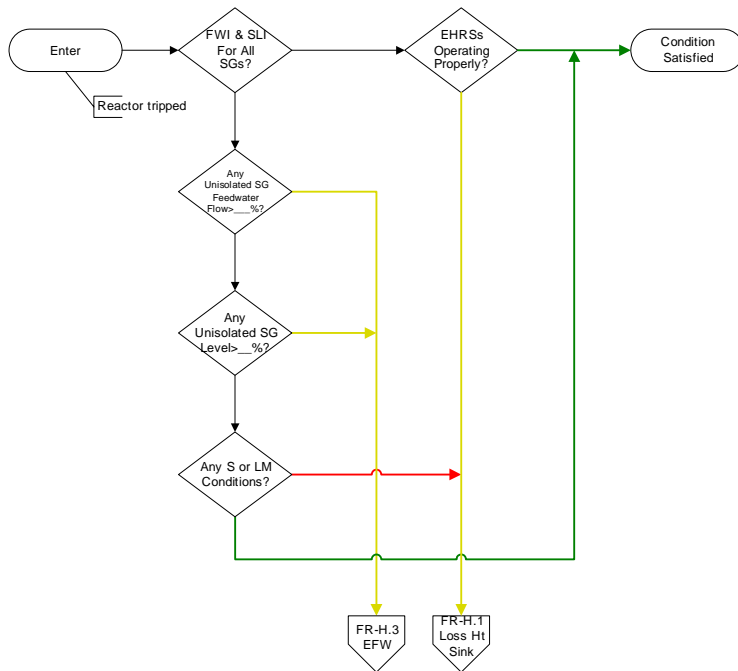 Enter
FWI & SLI
For All
SGs?
EHRSs
Operating
Properly?
Condition
Satisfied
Reactor tripped
Any
Unisolated SG
Feedwater
Flow>___%?
Any
Unisolated SG
Level>__%?
Any S or LM
Conditions?
FR-H.3
EFW
FR-H.1
Loss Ht
Sink